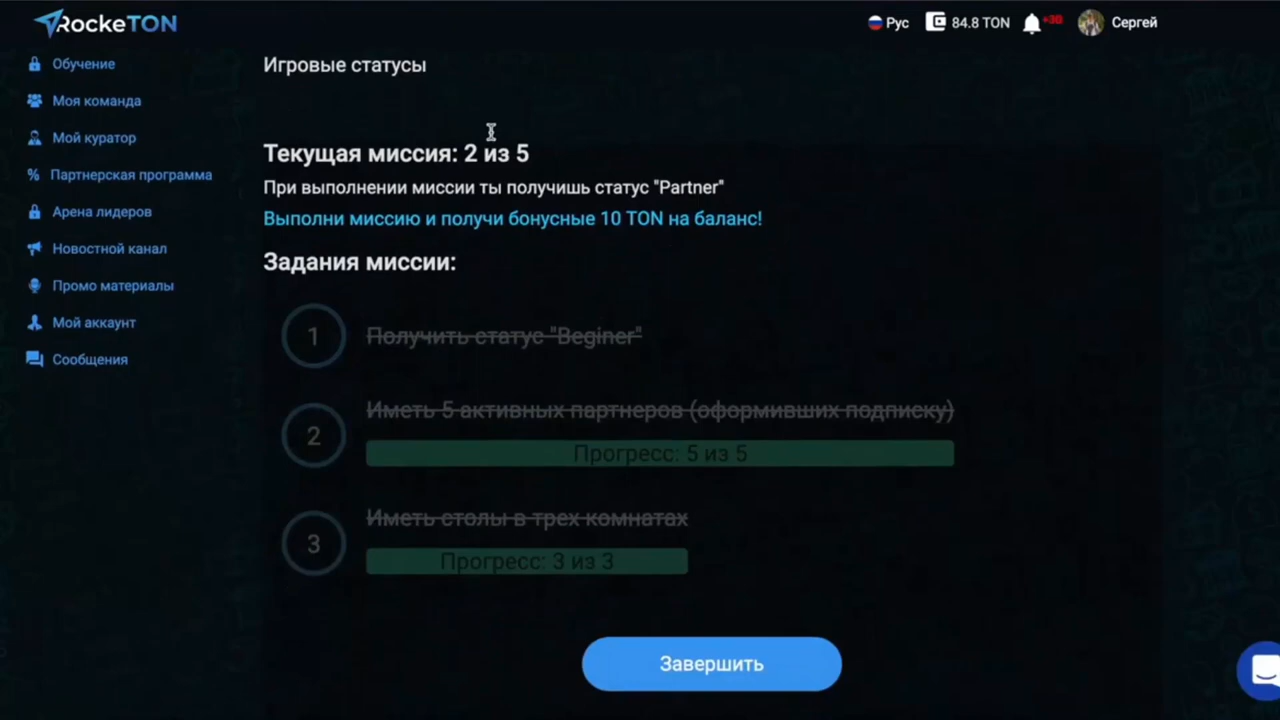 RockeTON
Рус
84.8 TON
+30
Сергей
Обучение
Моя команда
Мой куратор
Партнерская программа
Арена лидеров
Новостной канал
Промо материалы
Мой аккаунт
Сообщения
Игровые статусы
Текущая миссия: 2 из 5
При выполнении миссии ты получишь статус "Partner"
Выполни миссию и получи бонусные 10 TON на баланс!
Задания миссии:
1 Получить статус "Beginer"
2 Иметь 5 активных партнеров (оформивших подписку)
Прогресс: 5 из 5
3 Иметь столы в трех комнатах
Прогресс: 3 из 3
Завершить